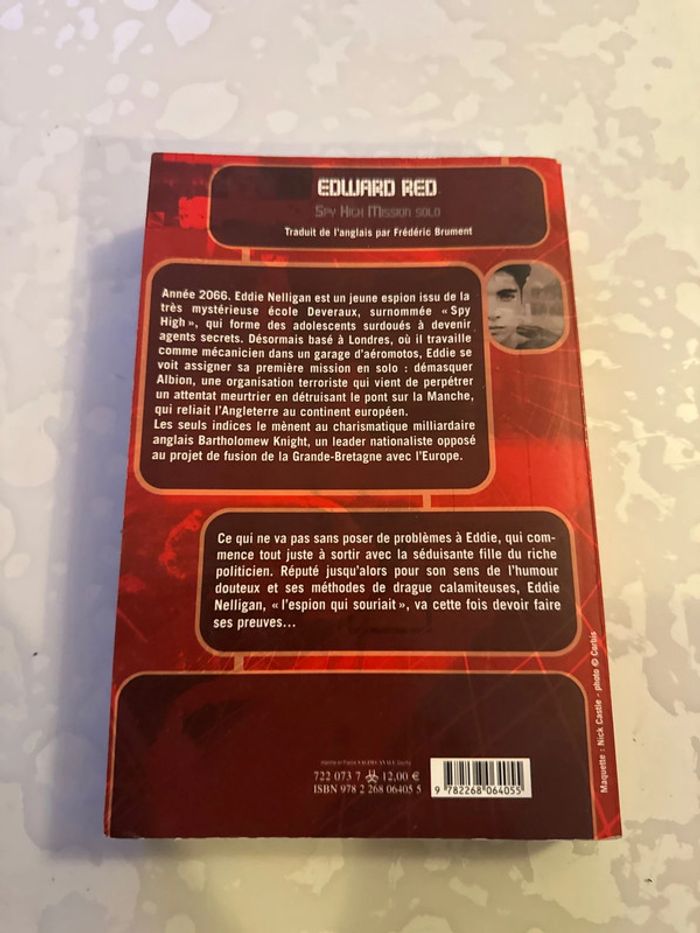 EDWARD RED
SPY HIGH MISSION SOLO
Traduit de l'anglais par Frédéric Brument
Année 2066. Eddie Nelligan est un jeune espion issu de la
très mystérieuse école Deveraux, surnommée « Spy
High », qui forme des adolescents surdoués à devenir
agents secrets. Désormais basé à Londres, où il travaille
comme mécanicien dans un garage d'aéromotos, Eddie se
voit assigner sa première mission en solo : démasquer
Albion, une organisation terroriste qui vient de perpétrer
un attentat meurtrier en détruisant le pont sur la Manche,
qui reliait l'Angleterre au continent européen.
Les seuls indices le mènent au charismatique milliardaire
anglais Bartholomew Knight, un leader nationaliste opposé
au projet de fusion de la Grande-Bretagne avec l'Europe.
Ce qui ne va pas sans poser de problèmes à Eddie, qui com-
mence tout juste à sortir avec la séduisante fille du riche
politicien. Réputé jusqu'alors pour son sens de l'humour
douteux et ses méthodes de drague calamiteuses, Eddie
Nelligan, « l'espion qui souriait », va cette fois devoir faire
ses preuves...
Maquette : Nick Castle - photo © Corbis
722 073 7 12,00 €
ISBN 978 2 268 06405 5
9 782268 064055